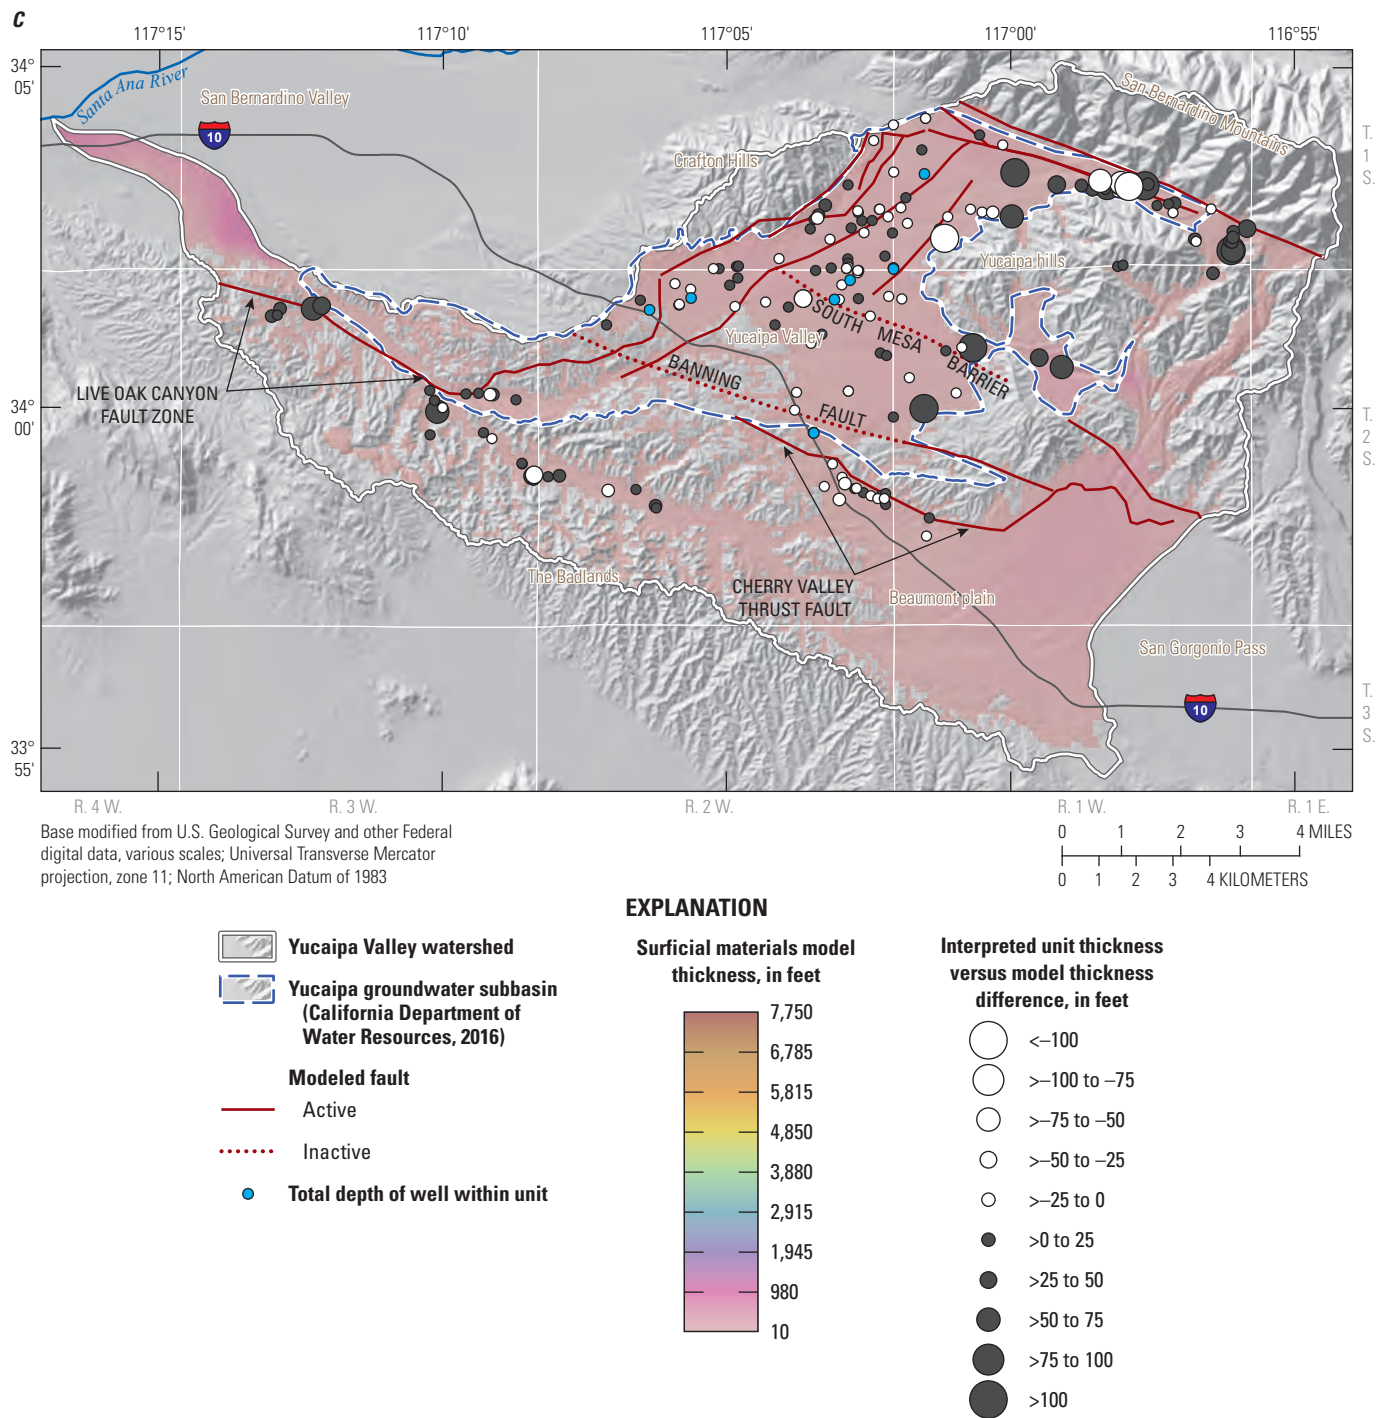 C
117°15'
117°10'
117°05'
117°00'
116°55'
34°
05'
Santa Ana River
San Bernardino Valley
10
Crafton Hills
San Bernardino Mountains
T.
1
S.
Yucaipa hills
SOUTH MESA BARRIER
Yucaipa Valley
BANNING FAULT
LIVE OAK CANYON
FAULT ZONE
34°
00'
T.
2
S.
The Badlands
CHERRY VALLEY
THRUST FAULT
Beaumont plain
San Gorgonio Pass
10
T.
3
S.
33°
55'
R. 4 W.
R. 3 W.
R. 2 W.
R. 1 W.
R. 1 E.
Base modified from U.S. Geological Survey and other Federal
digital data, various scales; Universal Transverse Mercator
projection, zone 11; North American Datum of 1983
0 1 2 3 4 MILES
0 1 2 3 4 KILOMETERS
EXPLANATION
Yucaipa Valley watershed
Yucaipa groundwater subbasin
(California Department of
Water Resources, 2016)
Modeled fault
Active
Inactive
Total depth of well within unit
Surficial materials model
thickness, in feet
7,750
6,785
5,815
4,850
3,880
2,915
1,945
980
10
Interpreted unit thickness
versus model thickness
difference, in feet
<–100
>–100 to –75
>–75 to –50
>–50 to –25
>–25 to 0
>0 to 25
>25 to 50
>50 to 75
>75 to 100
>100